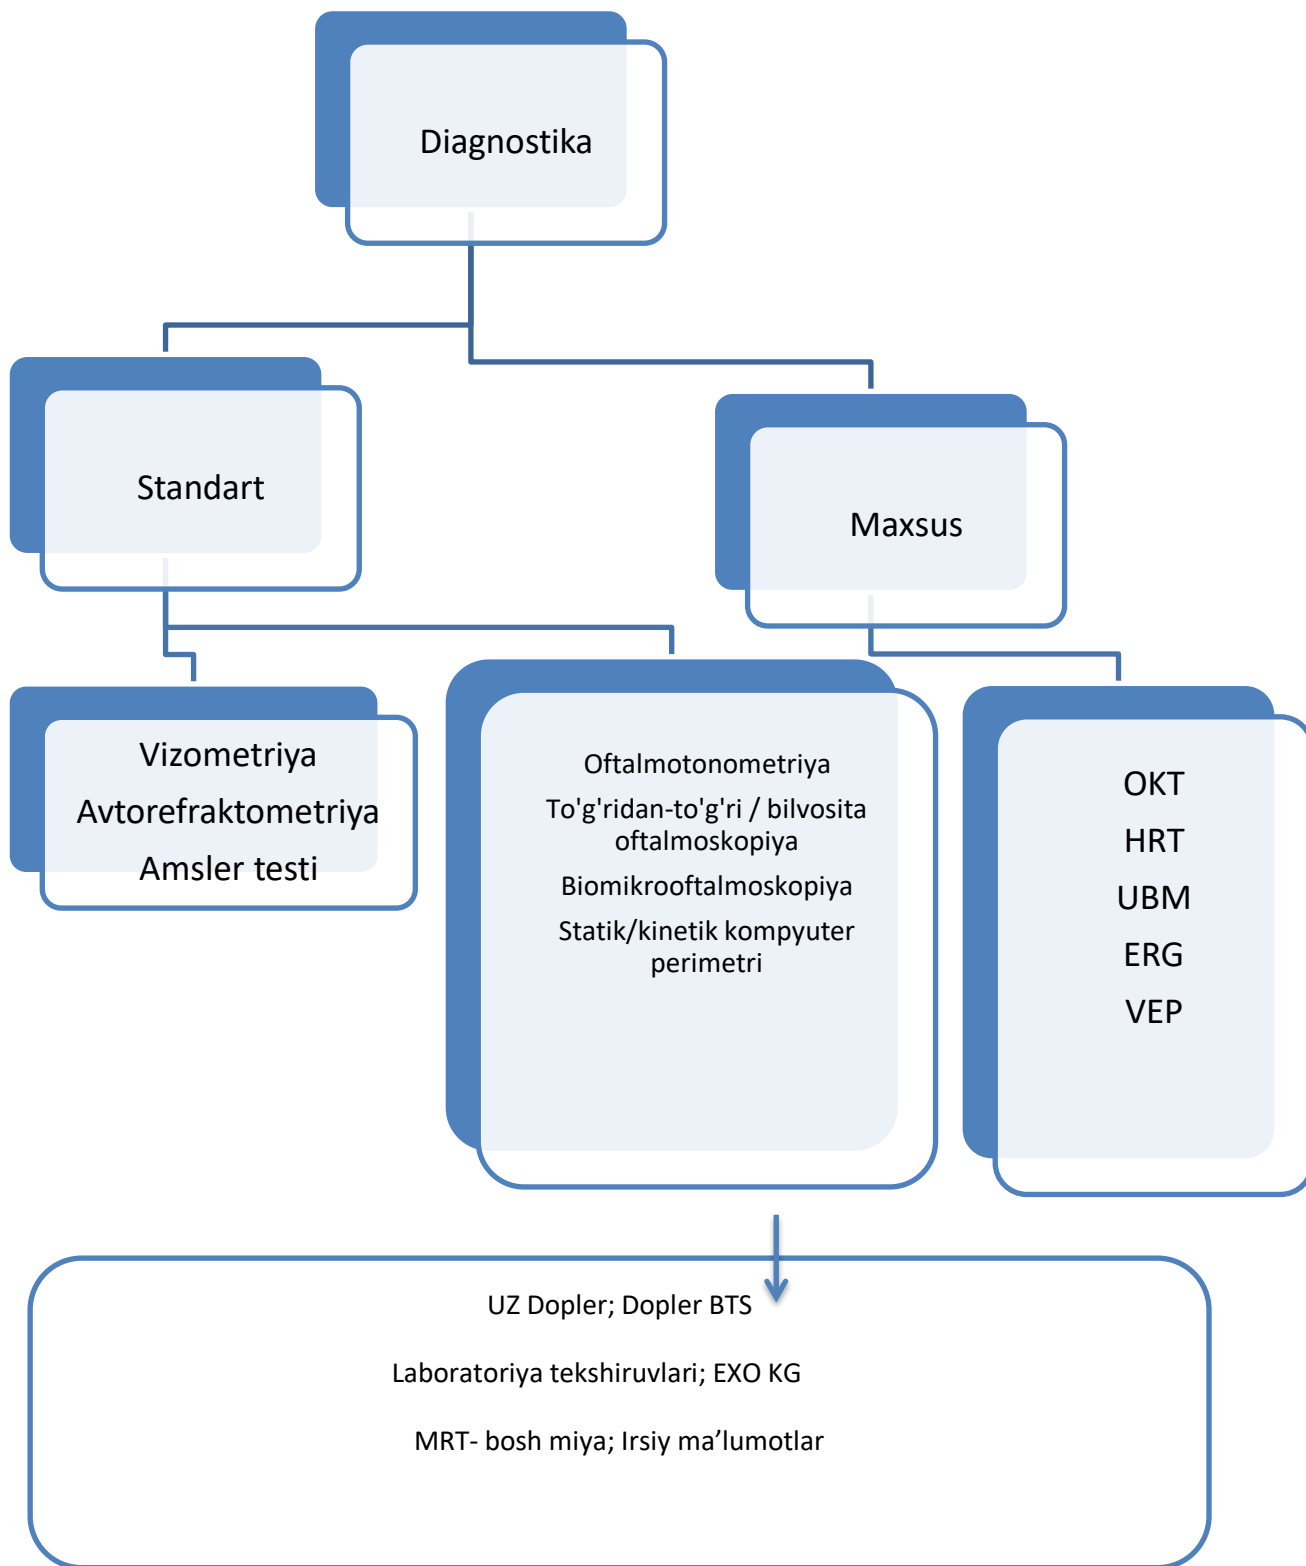 Diagnostika
Standart
Maxsus
Vizometriya
Avtorefraktometriya
Amsler testi
Oftalmotonometriya
To'g'ridan-to'g'ri / bilvosita
oftalmoskopiya
Biomikrooftalmoskopiya
Statik/kinetik kompyuter
perimetri
OKT
HRT
UBM
ERG
VEP
UZ Dopler; Dopler BTS
Laboratoriya tekshiruvlari; EXO KG
MRT- bosh miya; Irsiy ma’lumotlar